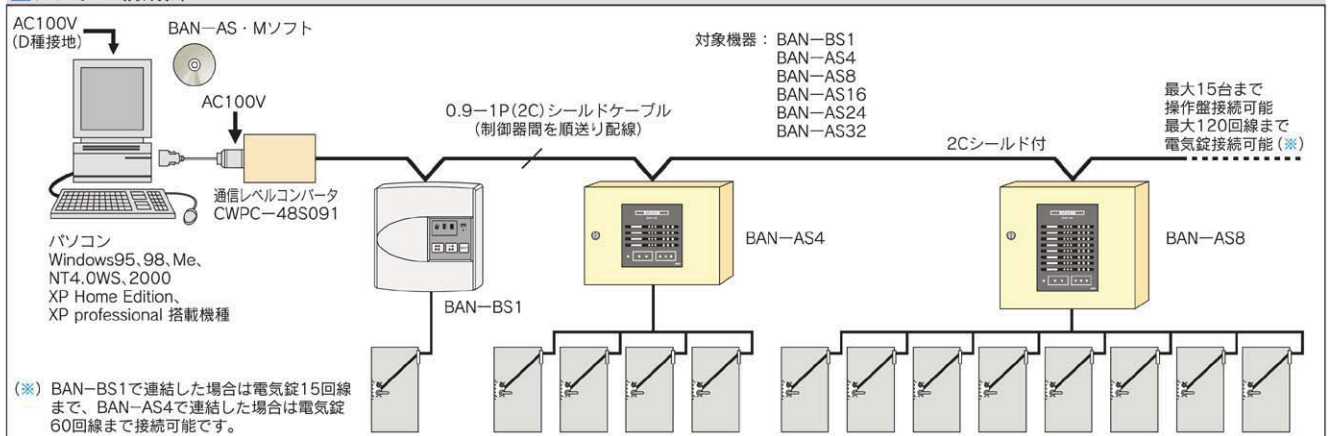 AC100V
(D種接地)
BAN−AS・Mソフト
AC100V
通信レベルコンバータ
CWPC−48S091
パソコン
Windows95、98、Me、
NT4.0WS、2000
XP Home Edition、
XP professional 搭載機種
0.9−1P(2C)シールドケーブル
(制御器間を順送り配線)
対象機器：BAN−BS1
BAN−AS4
BAN−AS8
BAN−AS16
BAN−AS24
BAN−AS32
2Cシールド付
最大15台まで
操作盤接続可能
最大120回線まで
電気錠接続可能(※)
BAN−BS1
BAN−AS4
BAN−AS8
(※) BAN−BS1で連結した場合は電気錠15回線
まで、BAN−AS4で連結した場合は電気錠
60回線まで接続可能です。